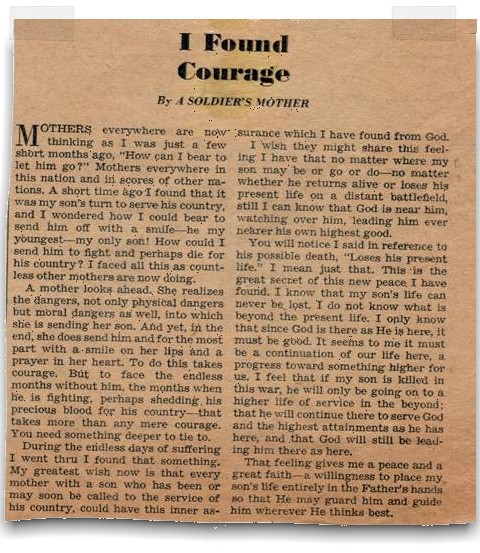 I Found
Courage
By A SOLDIER'S MOTHER
MOTHERS everywhere are now
thinking as I was just a few
short months ago, "How can I bear to
let him go?" Mothers everywhere in
this nation and in scores of other na-
tions. A short time ago I found that it
was my son's turn to serve his country,
and I wondered how I could bear to
send him off with a smile—he my
youngest—my only son! How could I
send him to fight and perhaps die for
his country? I faced all this as count-
less other mothers are now doing.
A mother looks ahead. She realizes
the dangers, not only physical dangers
but moral dangers as well, into which
she is sending her son. And yet, in the
end, she does send him and for the most
part with a smile on her lips and a
prayer in her heart. To do this takes
courage. But to face the endless
months without him, the months when
he is fighting, perhaps shedding his
precious blood for his country—that
takes more than any mere courage.
You need something deeper to tie to.
During the endless days of suffering
I went thru I found that something.
My greatest wish now is that every
mother with a son who has been or
may soon be called to the service of
his country, could have this inner as-
surance which I have found from God.
I wish they might share this feel-
ing I have that no matter where my
son may be or go or do—no matter
whether he returns alive or loses his
present life on a distant battlefield,
still I can know that God is near him,
watching over him, leading him ever
nearer his own highest good.
You will notice I said in reference to
his possible death, "Loses his present
life." I mean just that. This is the
great secret of this new peace I have
found. I know that my son's life can
never be lost. I do not know what is
beyond the present life. I only know
that since God is there as He is here, it
must be good. It seems to me it must
be a continuation of our life here, a
progress toward something higher for
us. I feel that if my son is killed in
this war, he will only be going on to a
higher life of service in the beyond;
that he will continue there to serve God
and the highest attainments as he has
here, and that God will still be lead-
ing him there as here.
That feeling gives me a peace and a
great faith—a willingness to place my
son's life entirely in the Father's hands
so that He may guard him and guide
him wherever He thinks best.